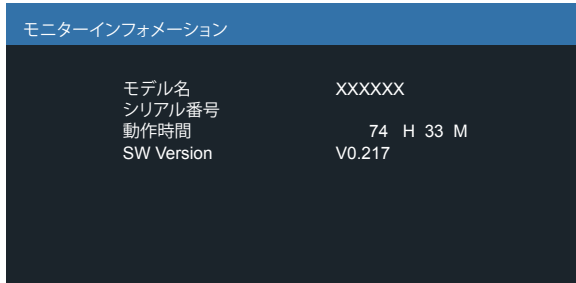 モニターインフォメーション
モデル名 XXXXXX
シリアル番号
動作時間 74 H 33 M
SW Version V0.217